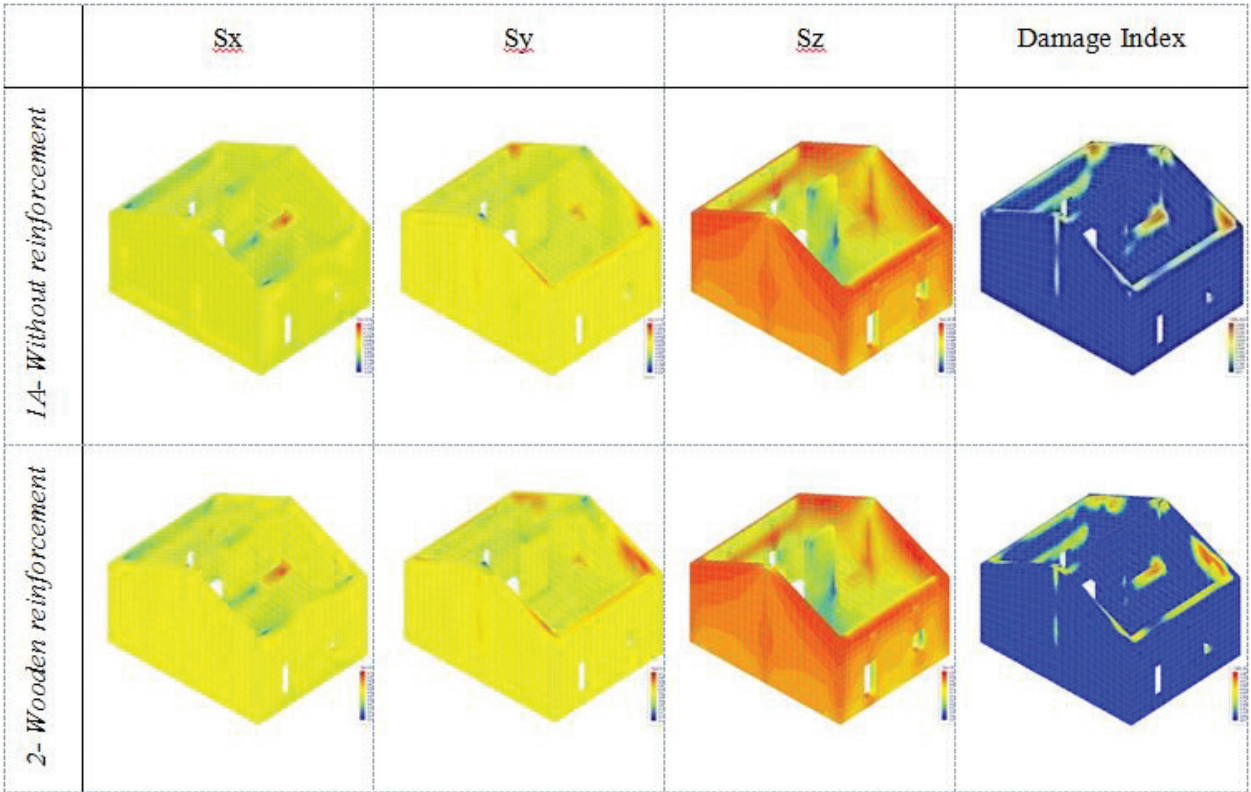 Sx Sy Sz Damage Index
1A- Without reinforcement
2- Wooden reinforcement